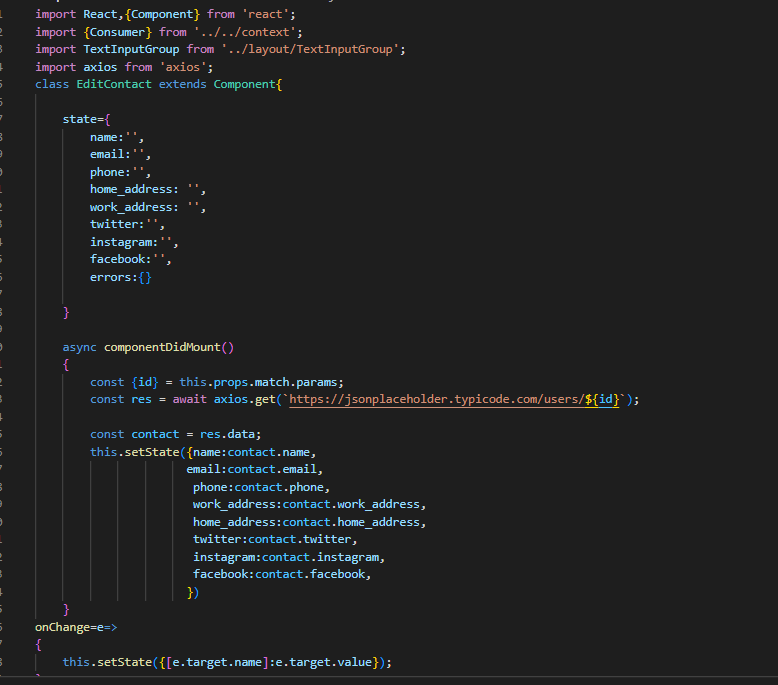 import React,{Component} from 'react';
import {Consumer} from '../../context';
import TextInputGroup from '../layout/TextInputGroup';
import axios from 'axios';
class EditContact extends Component{
state={
name:'',
email:'',
phone:'',
home_address: '',
work_address: '',
twitter:'',
instagram:'',
facebook:'',
errors:{}
}
async componentDidMount()
{
const {id} = this.props.match.params;
const res = await axios.get(`https://jsonplaceholder.typicode.com/users/${id}`);
const contact = res.data;
this.setState({name:contact.name,
email:contact.email,
phone:contact.phone,
work_address:contact.work_address,
home_address:contact.home_address,
twitter:contact.twitter,
instagram:contact.instagram,
facebook:contact.facebook,
})
}
onChange=e=>
{
this.setState({[e.target.name]:e.target.value});